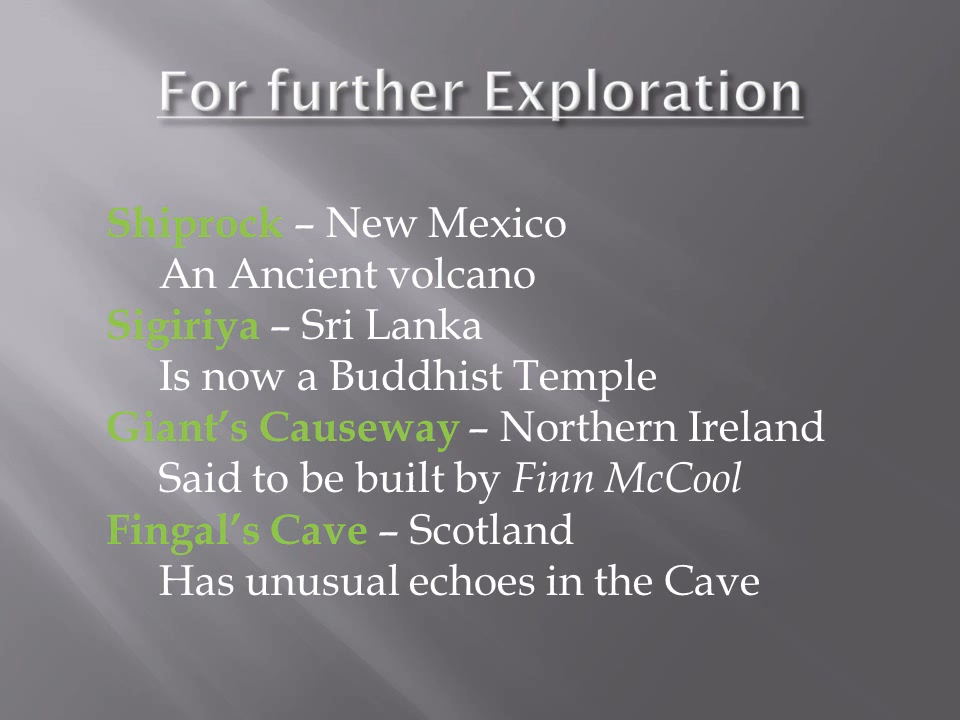 For further Exploration
Shiprock – New Mexico
An Ancient volcano
Sigiriya – Sri Lanka
Is now a Buddhist Temple
Giant’s Causeway – Northern Ireland
Said to be built by Finn McCool
Fingal’s Cave – Scotland
Has unusual echoes in the Cave